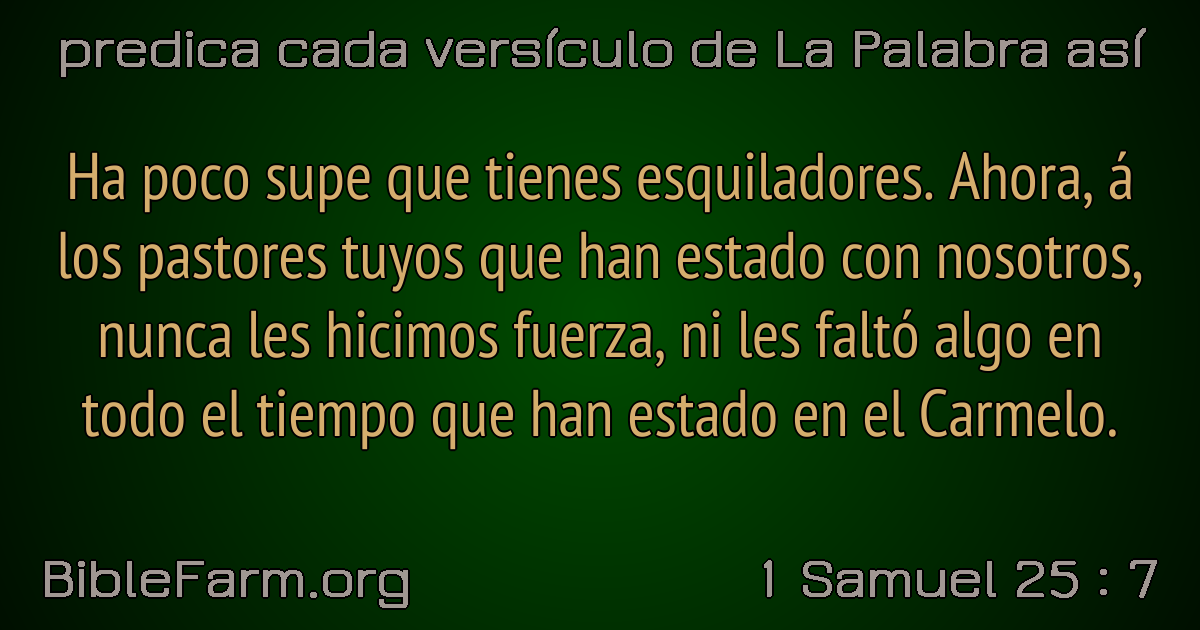 predica cada versículo de La Palabra así
Ha poco supe que tienes esquiladores. Ahora, á
los pastores tuyos que han estado con nosotros,
nunca les hicimos fuerza, ni les faltó algo en
todo el tiempo que han estado en el Carmelo.
BibleFarm.org
1 Samuel 25 : 7